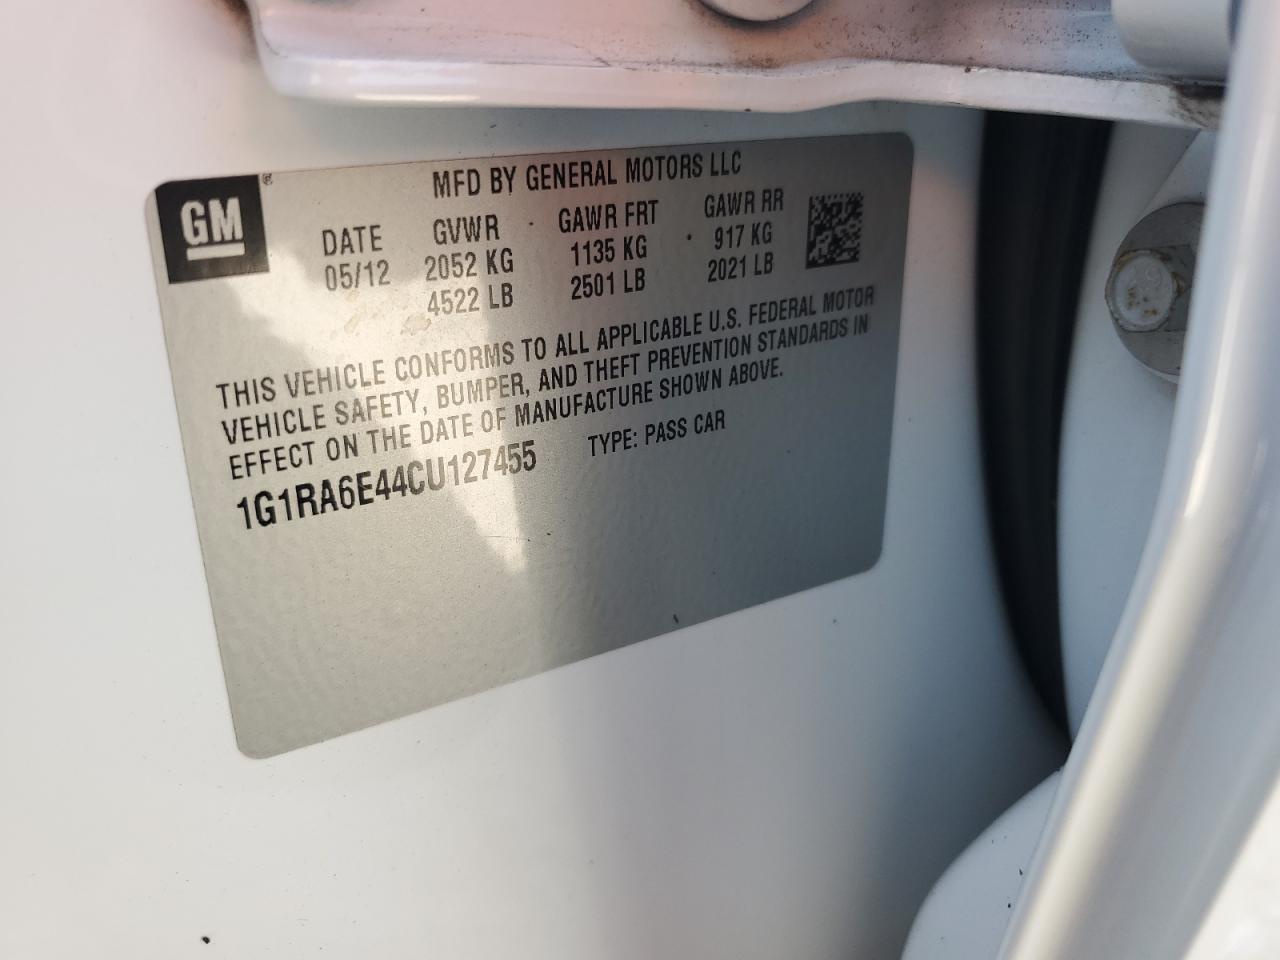 MFD BY GENERAL MOTORS LLC
GM ®
DATE GVWR GAWR FRT GAWR RR
05/12 2052 KG 1135 KG 917 KG
4522 LB 2501 LB 2021 LB
THIS VEHICLE CONFORMS TO ALL APPLICABLE U.S. FEDERAL MOTOR
VEHICLE SAFETY, BUMPER, AND THEFT PREVENTION STANDARDS IN
EFFECT ON THE DATE OF MANUFACTURE SHOWN ABOVE.
1G1RA6E44CU127455 TYPE: PASS CAR